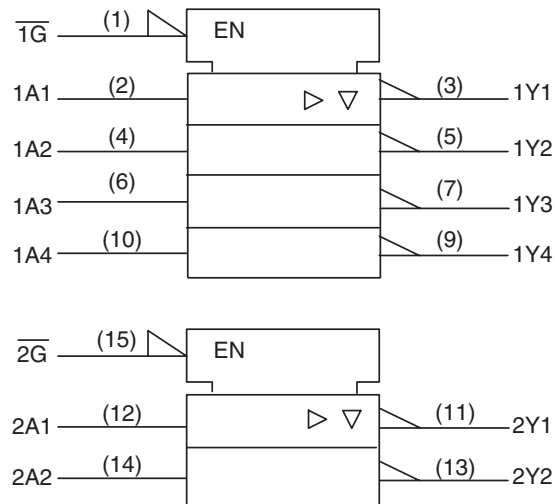 1G (1) EN
1A1 (2) (3) 1Y1
1A2 (4) (5) 1Y2
1A3 (6) (7) 1Y3
1A4 (10) (9) 1Y4
2G (15) EN
2A1 (12) (11) 2Y1
2A2 (14) (13) 2Y2